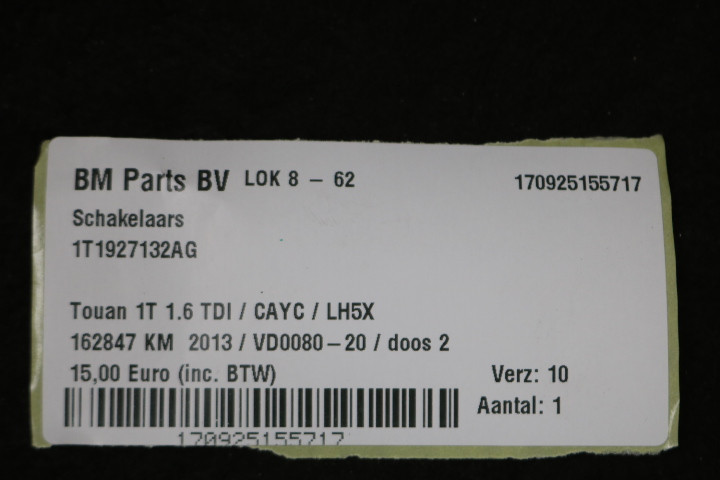 BM Parts BV LOK 8 - 62 170925155717
Schakelaars
1T1927132AG
Touan 1T 1.6 TDI / CAYC / LH5X
162847 KM 2013 / VD0080-20 / doos 2
15,00 Euro (inc. BTW) Verz: 10
Aantal: 1
170925155717